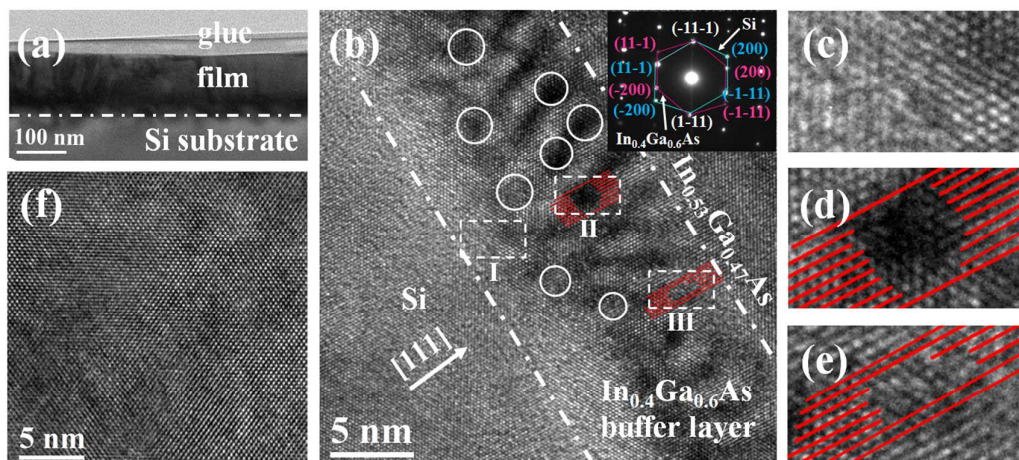 (a)
glue
film
Si substrate
100 nm
(f)
5 nm
(b)
(-11-1)
Si
(11-1)
(200)
(11-1)
(200)
(-200)
(-1-11)
(-200)
(1-11)
(-1-11)
In0.4Ga0.6As
In0.53Ga0.47As
II
I
III
Si
[111]
In0.4Ga0.6As
buffer layer
5 nm
(c)
(d)
(e)